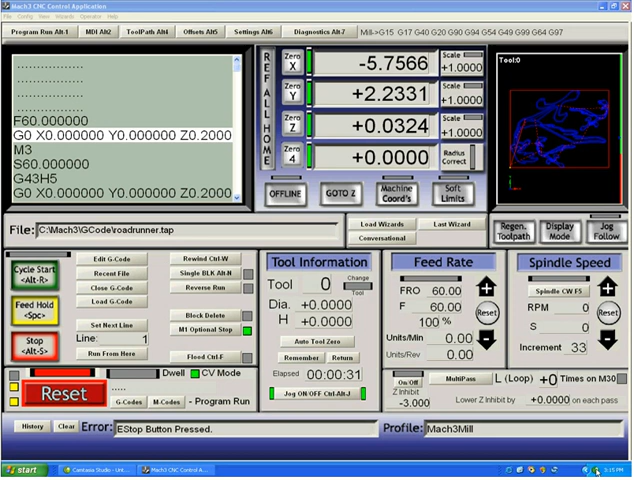 Mach3 CNC Control Application
File Config View Wizards Operator Help
Program Run Alt-1 MDI Alt2 ToolPath Alt4 Offsets Alt5 Settings Alt6 Diagnostics Alt-7 Mill->G15 G17 G40 G20 G90 G94 G54 G49 G99 G64 G97
................
................
................
................
F60.000000
G0 X0.000000 Y0.000000 Z0.2000
M3
S60.000000
G43H5
G0 X0.000000 Y0.000000 Z0.2000
REF ALL HOME
Zero X -5.7566 Scale +1.0000
Zero Y +2.2331 Scale +1.0000
Zero Z +0.0324 Scale +1.0000
Zero 4 +0.0000 Radius Correct
OFFLINE GOTO Z Machine Coord's Soft Limits
Tool:0
File: C:\Mach3\GCode\roadrunner.tap
Load Wizards Last Wizard
Conversational
Regen. Toolpath Display Mode Jog Follow
Cycle Start <Alt-R>
Feed Hold <Spc>
Stop <Alt-S>
Edit G-Code
Recent File
Close G-Code
Load G-Code
Set Next Line
Line: 1
Run From Here
Rewind Ctrl-W
Single BLK Alt-N
Reverse Run
Block Delete
M1 Optional Stop
Flood Ctrl-F
Dwell CV Mode
Reset
.....
G-Codes M-Codes - Program Run
Tool Information
Tool 0 Change Tool
Dia. +0.0000
H +0.0000
Auto Tool Zero
Remember Return
Elapsed 00:00:31
Jog ON/OFF Ctrl-Alt-J
Feed Rate
FRO 60.00
F 60.00
100 %
Reset
Units/Min 0.00
Units/Rev 0.00
Spindle Speed
Spindle CW F5
RPM 0
S 0
Reset
Increment 33
On/Off
Z Inhibit
-3.000
MultiPass L (Loop) +0 Times on M30
Lower Z Inhibit by +0.0000 on each pass
History Clear Error: EStop Button Pressed. Profile: Mach3Mill
start Camtasia Studio - Unt... Mach3 CNC Control A... 5:15 PM